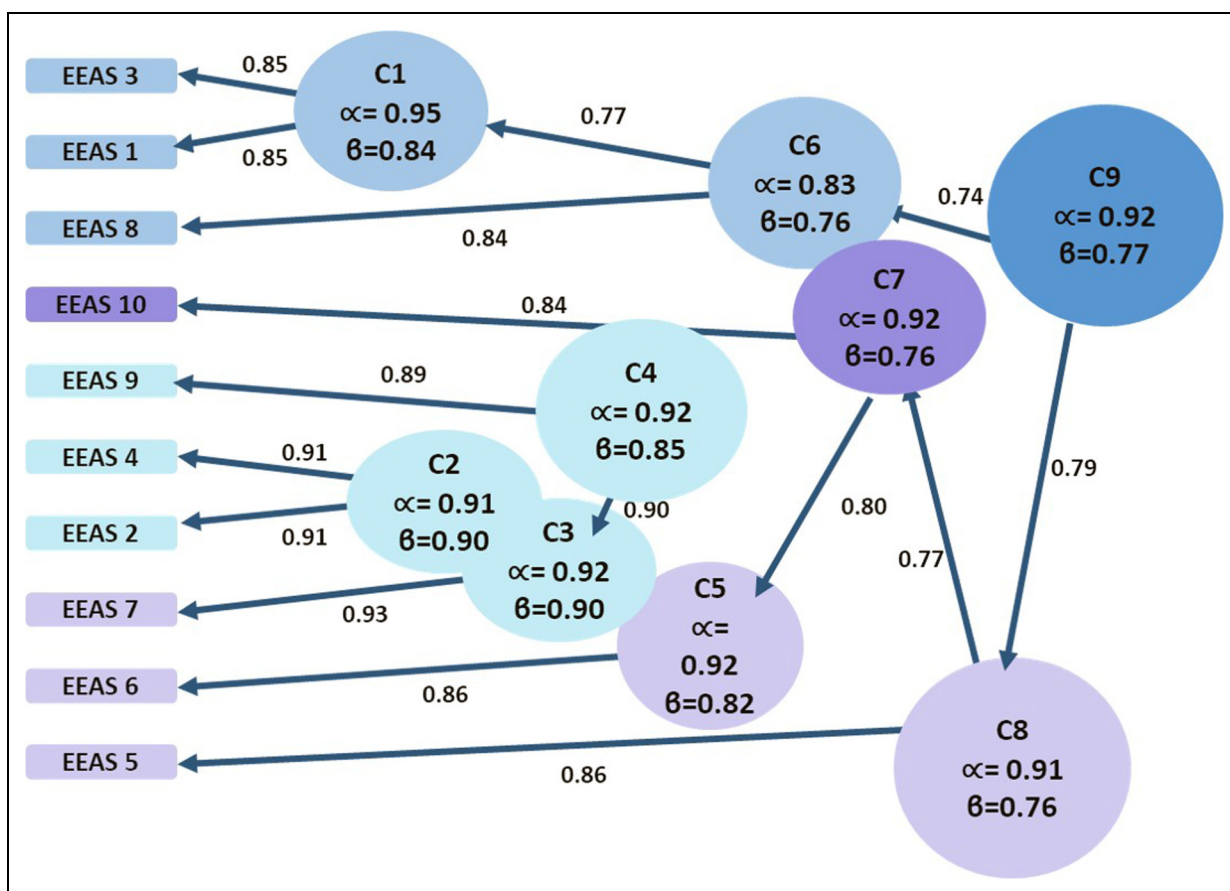 EEAS 3
EEAS 1
EEAS 8
EEAS 10
EEAS 9
EEAS 4
EEAS 2
EEAS 7
EEAS 6
EEAS 5
0.85
0.85
C1
∝= 0.95
β=0.84
0.77
0.84
C6
∝= 0.83
β=0.76
0.74
C9
∝= 0.92
β=0.77
0.84
C7
∝= 0.92
β=0.76
0.89
C4
∝= 0.92
β=0.85
0.91
0.91
C2
∝= 0.91
β=0.90
0.90
C3
∝= 0.92
β=0.90
0.93
0.80
0.77
0.79
C5
∝=
0.92
β=0.82
0.86
C8
∝= 0.91
β=0.76
0.86